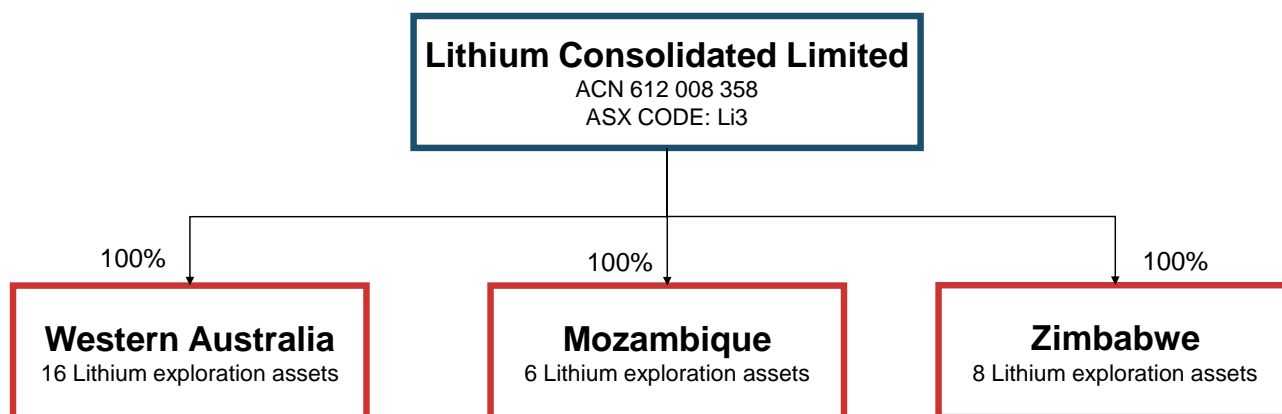 Lithium Consolidated Limited
ACN 612 008 358
ASX CODE: Li3
100%
100%
100%
Western Australia
16 Lithium exploration assets
Mozambique
6 Lithium exploration assets
Zimbabwe
8 Lithium exploration assets